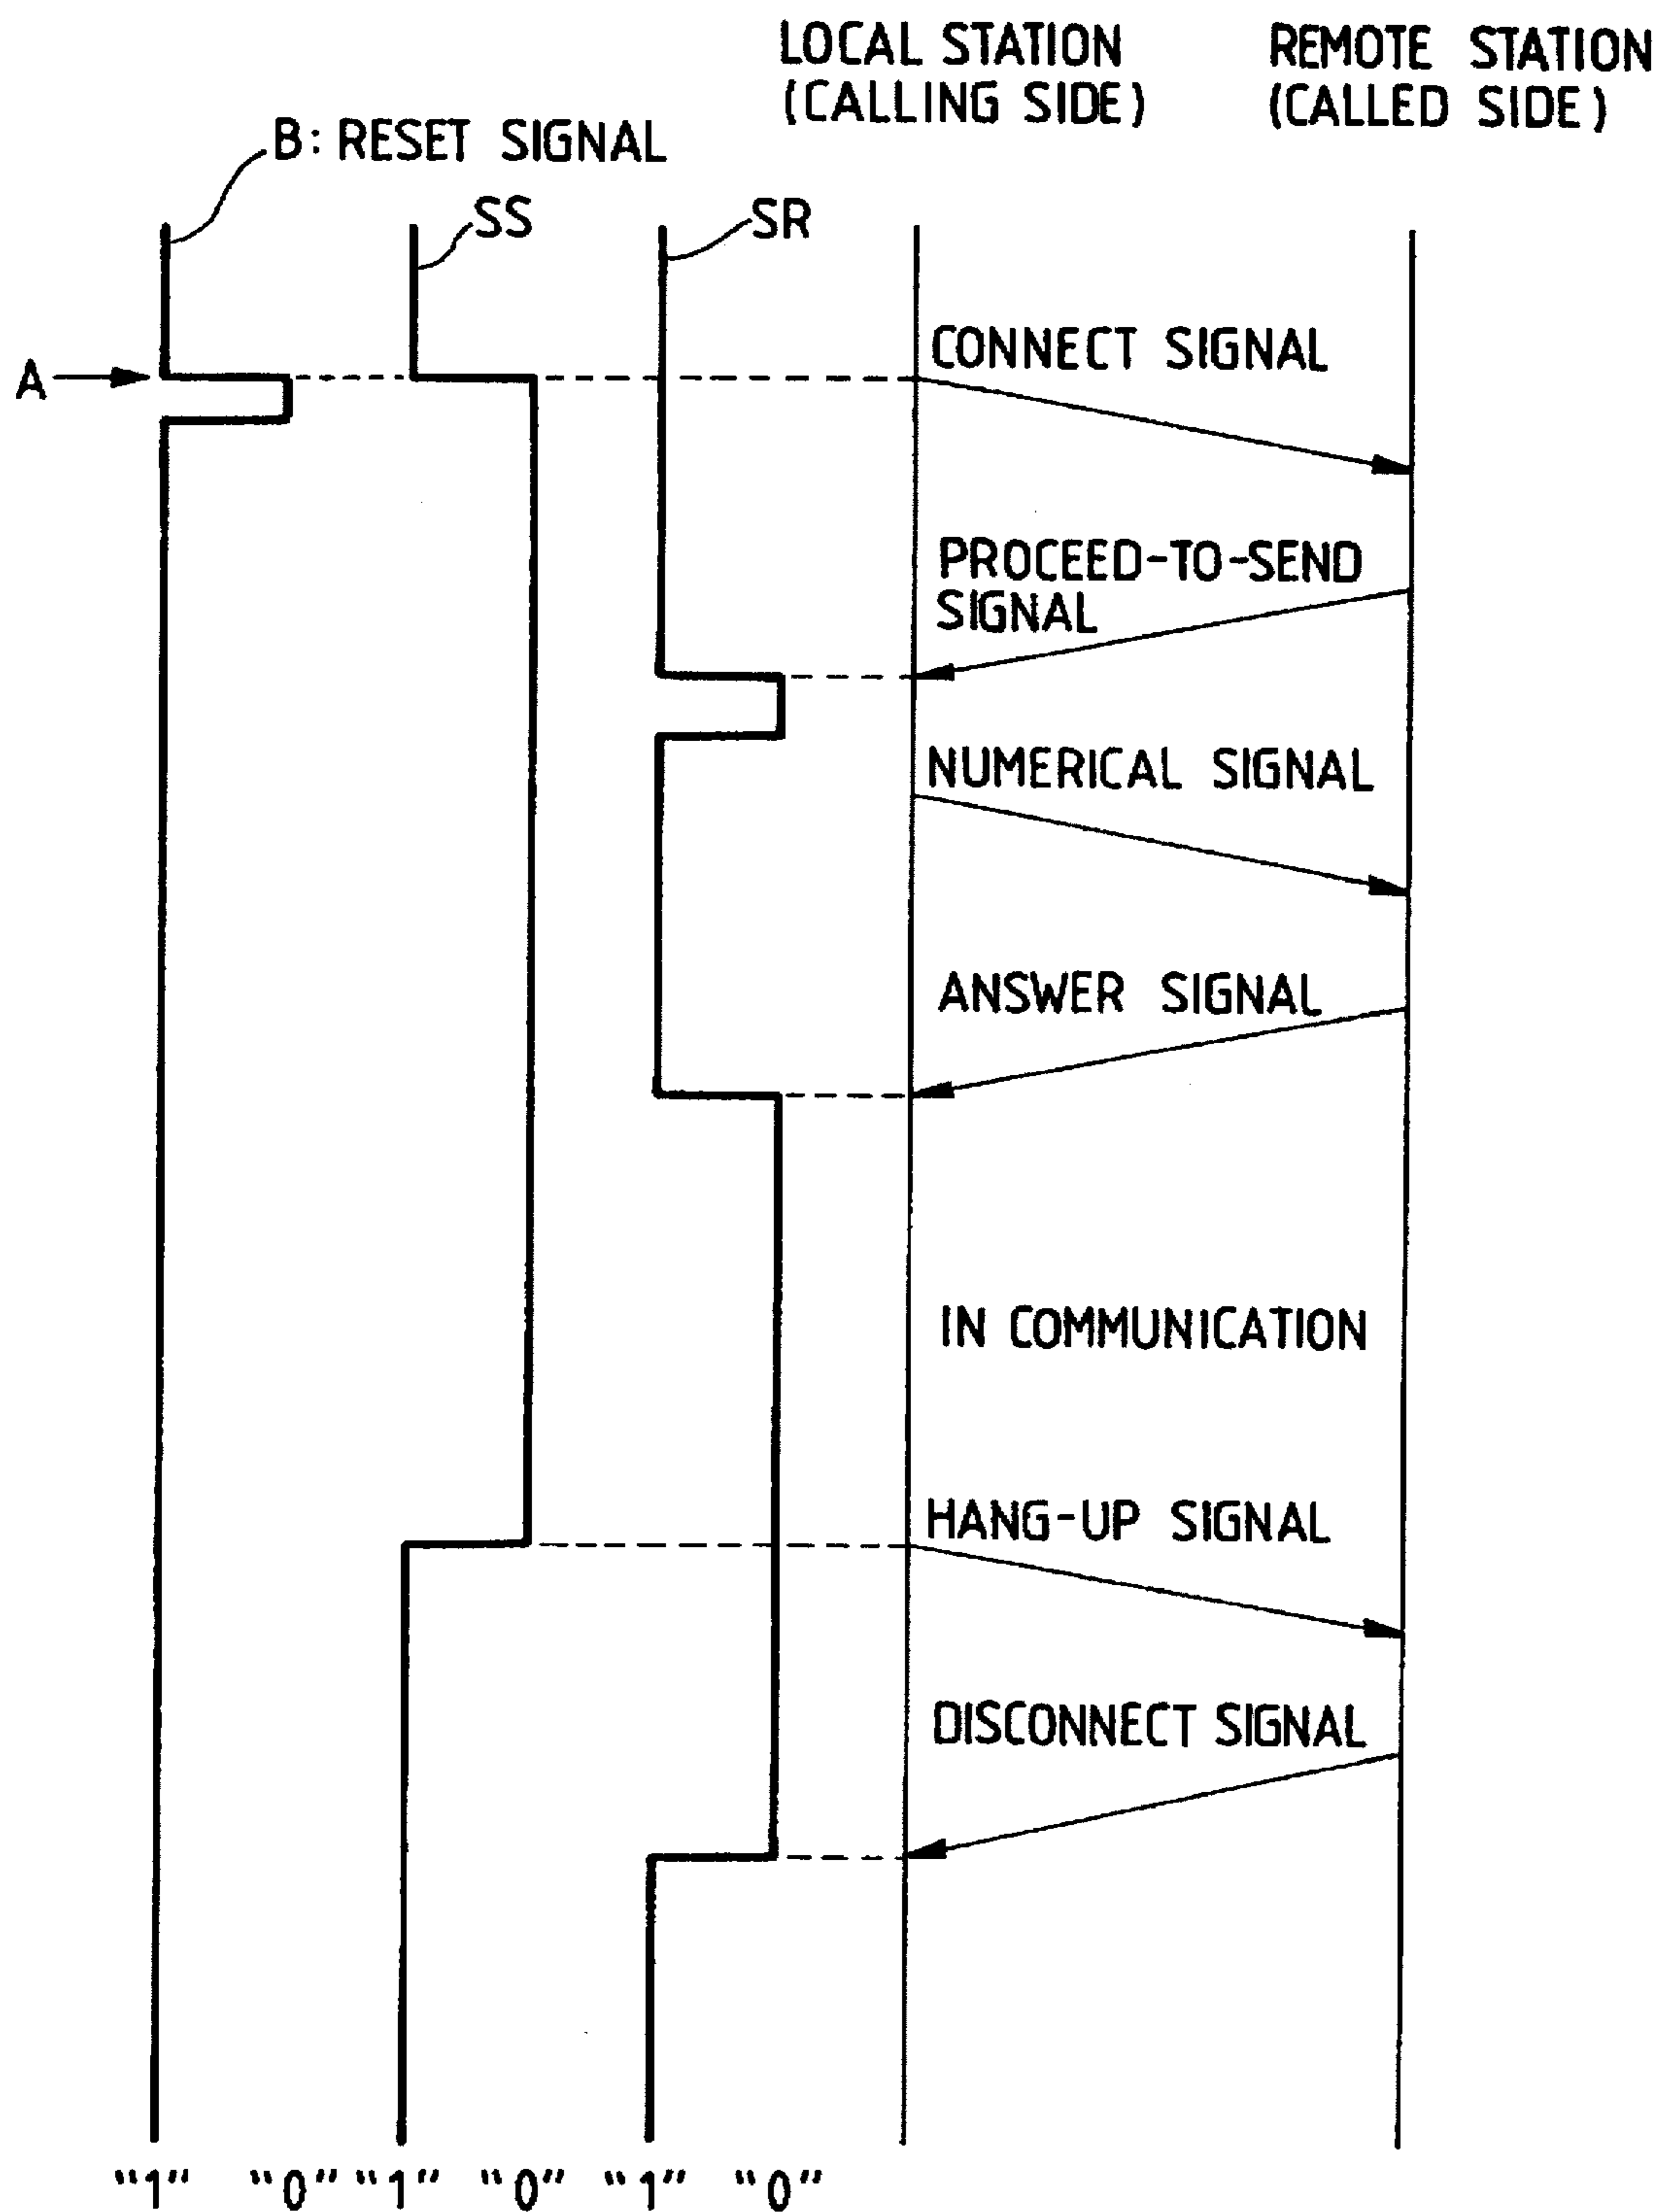 LOCAL STATION
(CALLING SIDE)
REMOTE STATION
(CALLED SIDE)
B: RESET SIGNAL
SS
SR
A
CONNECT SIGNAL
PROCEED-TO-SEND
SIGNAL
NUMERICAL SIGNAL
ANSWER SIGNAL
IN COMMUNICATION
HANG-UP SIGNAL
DISCONNECT SIGNAL
"1" "0" "1" "0" "1" "0"